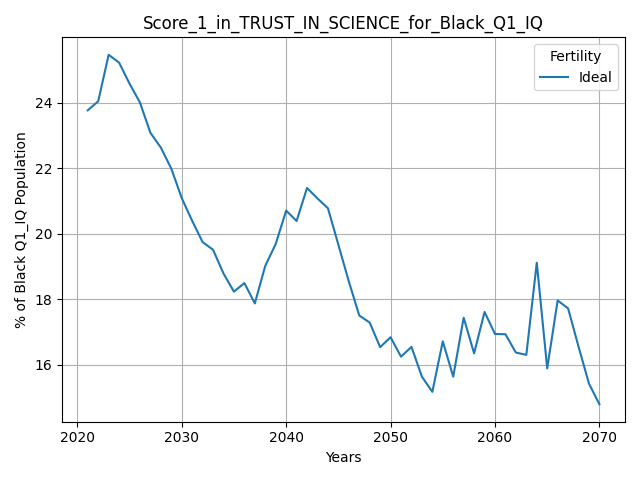 Score_1_in_TRUST_IN_SCIENCE_for_Black_Q1_IQ
Fertility
Ideal
% of Black Q1_IQ Population
24
22
20
18
16
2020
2030
2040
2050
2060
2070
Years